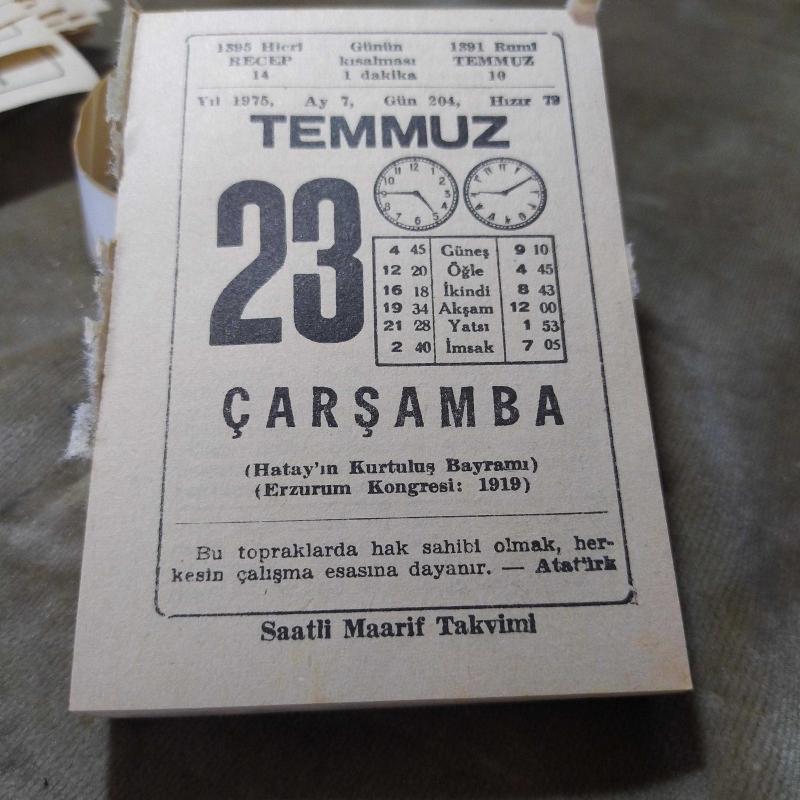 1395 Hicri Günün 1391 Rumî
RECEP kısalması TEMMUZ
14 1 dakika 10
Yıl 1975, Ay 7, Gün 204, Hızır 79
TEMMUZ
23
4 45 Güneş 9 10
12 20 Öğle 4 45
16 18 İkindi 8 43
19 34 Akşam 12 00
21 28 Yatsı 1 53
2 40 İmsak 7 05
ÇARŞAMBA
(Hatay'ın Kurtuluş Bayramı)
(Erzurum Kongresi: 1919)
Bu topraklarda hak sahibi olmak, her-
kesin çalışma esasına dayanır. — Atatürk
Saatli Maarif Takvimi